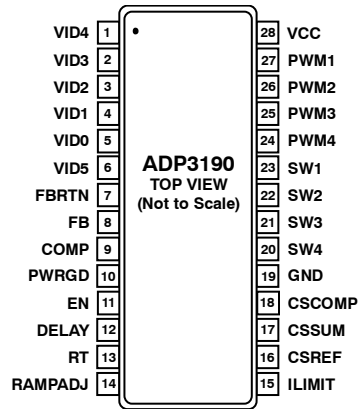 VID4 1 28 VCC
VID3 2 27 PWM1
VID2 3 26 PWM2
VID1 4 25 PWM3
VID0 5 24 PWM4
VID5 6 23 SW1
FBRTN 7 22 SW2
FB 8 21 SW3
COMP 9 20 SW4
PWRGD 10 19 GND
EN 11 18 CSCOMP
DELAY 12 17 CSSUM
RT 13 16 CSREF
RAMPADJ 14 15 ILIMIT
ADP3190
TOP VIEW
(Not to Scale)